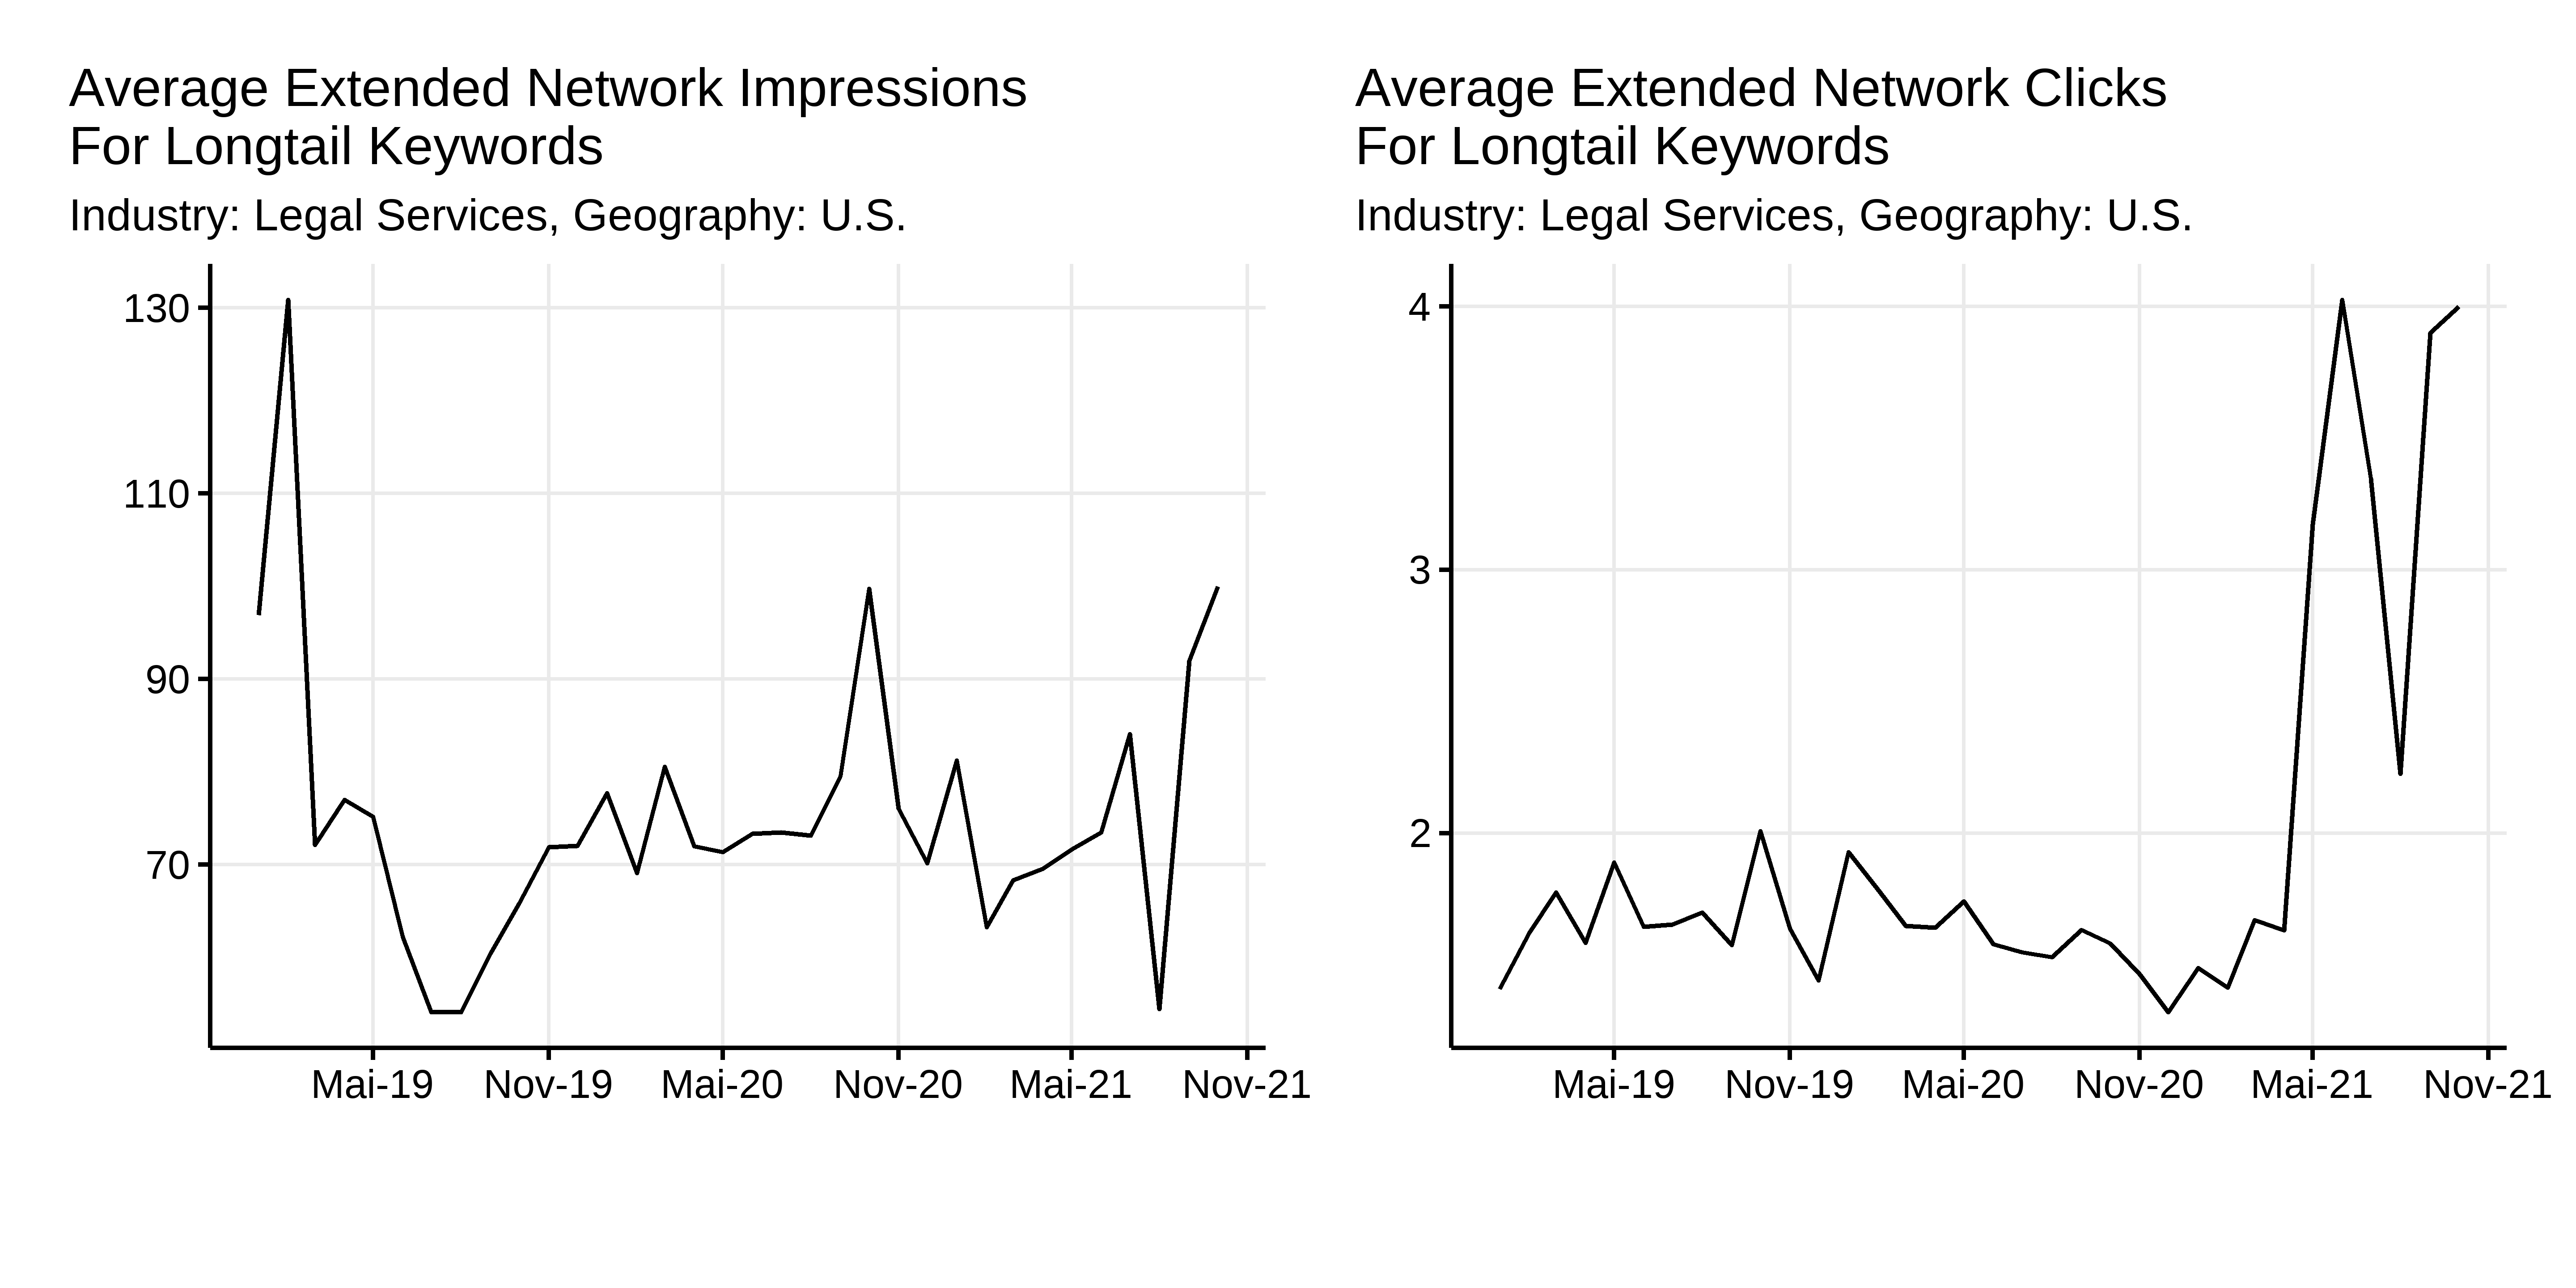 Average Extended Network Impressions
For Longtail Keywords
Industry: Legal Services, Geography: U.S.
130
110
90
70
Mai-19 Nov-19 Mai-20 Nov-20 Mai-21 Nov-21
Average Extended Network Clicks
For Longtail Keywords
Industry: Legal Services, Geography: U.S.
4
3
2
Mai-19 Nov-19 Mai-20 Nov-20 Mai-21 Nov-21